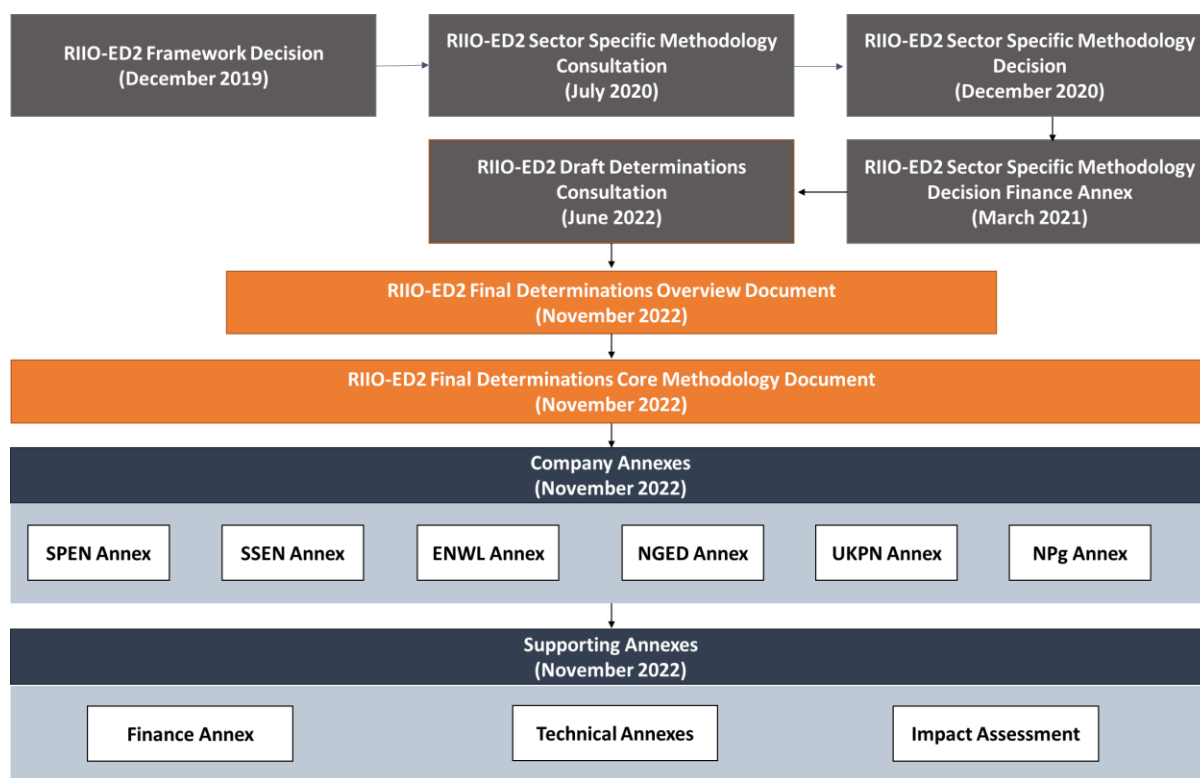 RIIO-ED2 Framework Decision
(December 2019)
RIIO-ED2 Sector Specific Methodology
Consultation
(July 2020)
RIIO-ED2 Sector Specific Methodology
Decision
(December 2020)
RIIO-ED2 Draft Determinations
Consultation
(June 2022)
RIIO-ED2 Sector Specific Methodology
Decision Finance Annex
(March 2021)
RIIO-ED2 Final Determinations Overview Document
(November 2022)
RIIO-ED2 Final Determinations Core Methodology Document
(November 2022)
Company Annexes
(November 2022)
SPEN Annex
SSEN Annex
ENWL Annex
NGED Annex
UKPN Annex
NPg Annex
Supporting Annexes
(November 2022)
Finance Annex
Technical Annexes
Impact Assessment